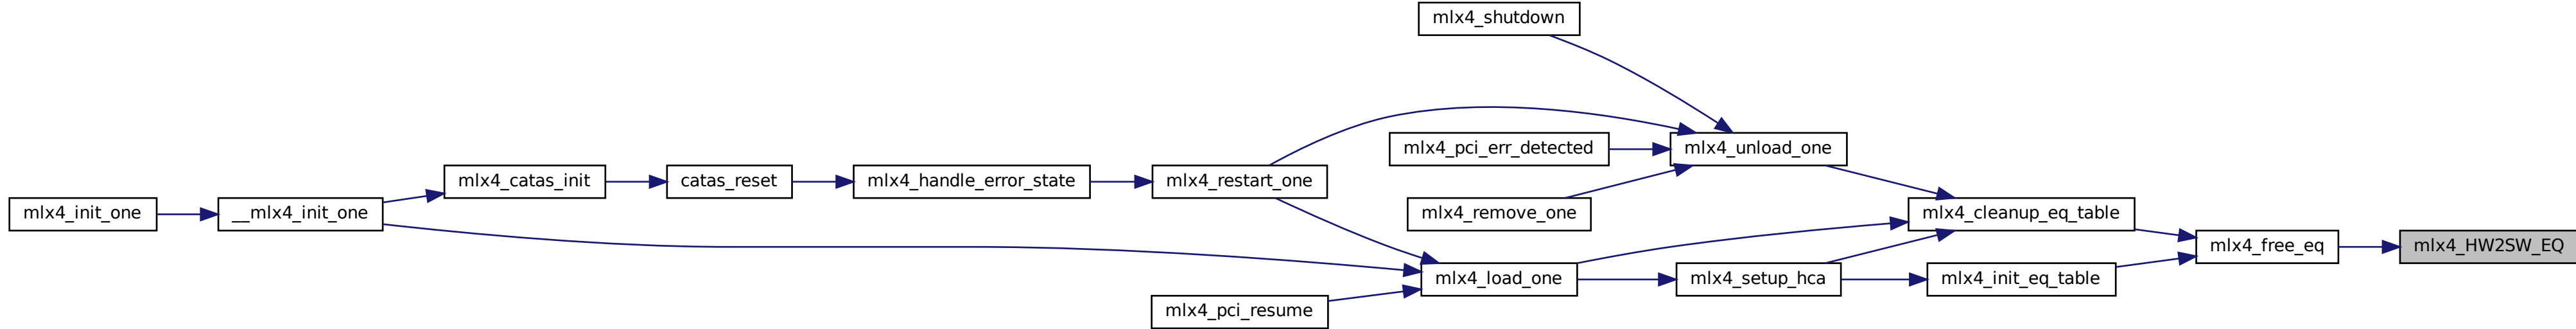 mlx4_shutdown
mlx4_pci_err_detected
mlx4_unload_one
mlx4_catas_init
catas_reset
mlx4_handle_error_state
mlx4_restart_one
mlx4_init_one
__mlx4_init_one
mlx4_remove_one
mlx4_cleanup_eq_table
mlx4_free_eq
mlx4_HW2SW_EQ
mlx4_load_one
mlx4_setup_hca
mlx4_init_eq_table
mlx4_pci_resume